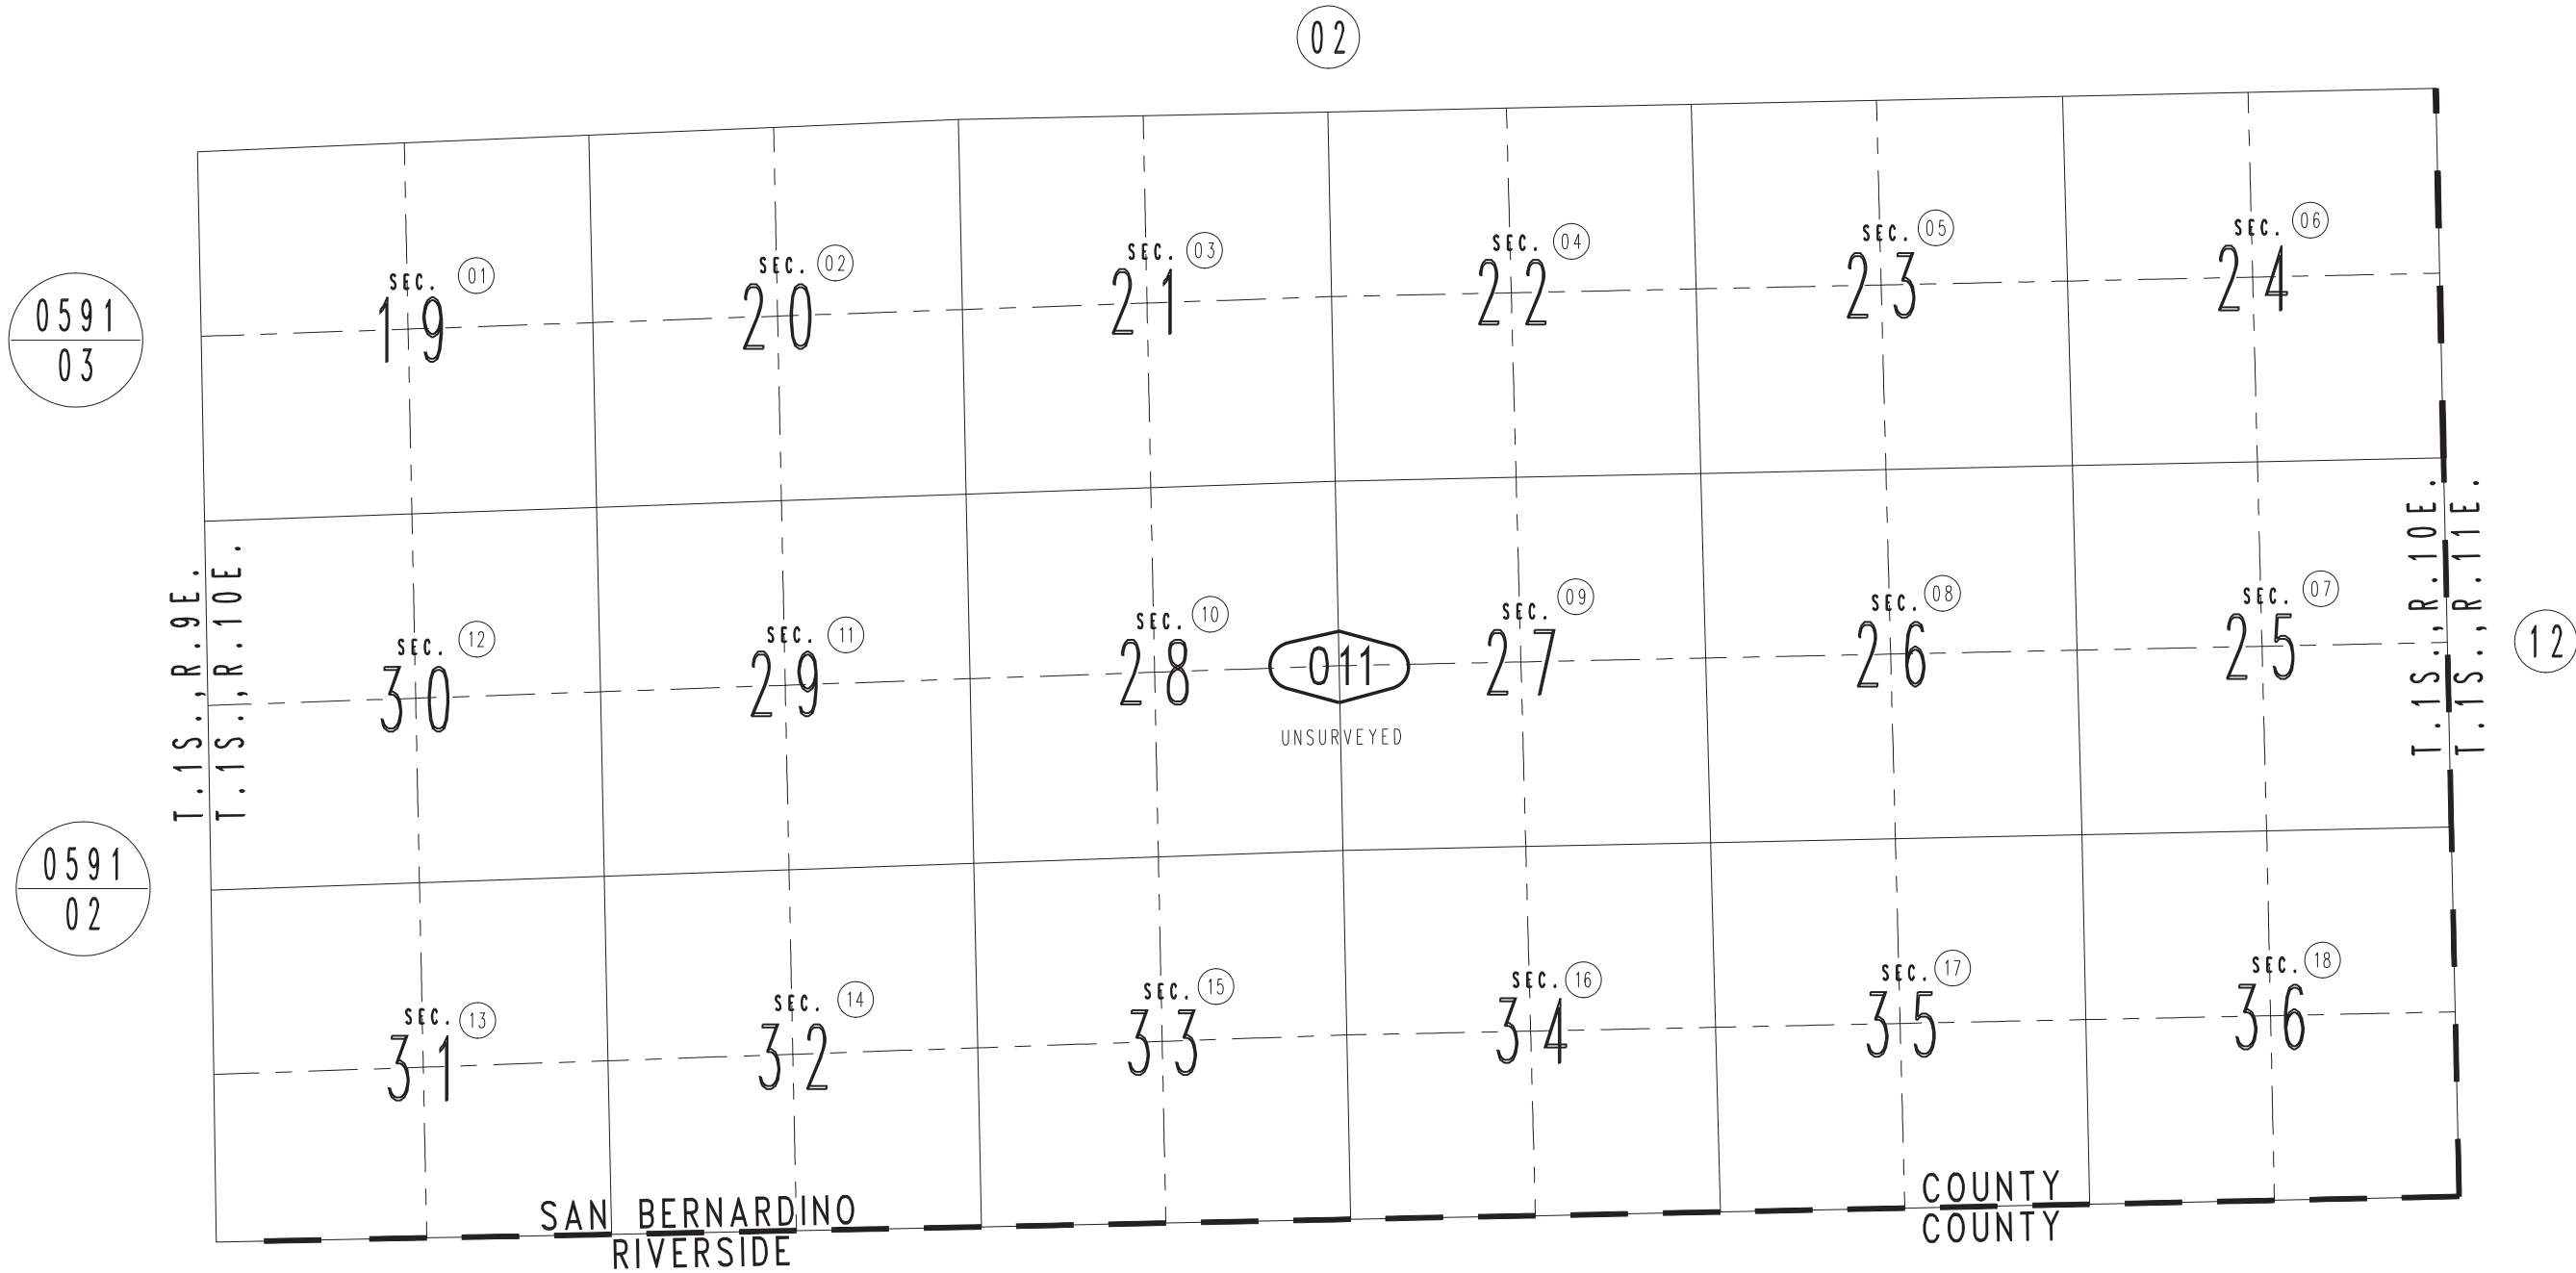 02
0591
03
SEC. 01
19
SEC. 02
20
SEC. 03
21
SEC. 04
22
SEC. 05
23
SEC. 06
24
T.1S.,R.9E.
T.1S.,R.10E.
SEC. 12
30
SEC. 11
29
SEC. 10
28
011
UNSURVEYED
SEC. 09
27
SEC. 08
26
SEC. 07
25
T.1S.,R.10E.
T.1S.,R.11E.
12
0591
02
SEC. 13
31
SEC. 14
32
SEC. 15
33
SEC. 16
34
SEC. 17
35
SEC. 18
36
SAN BERNARDINO COUNTY
RIVERSIDE COUNTY